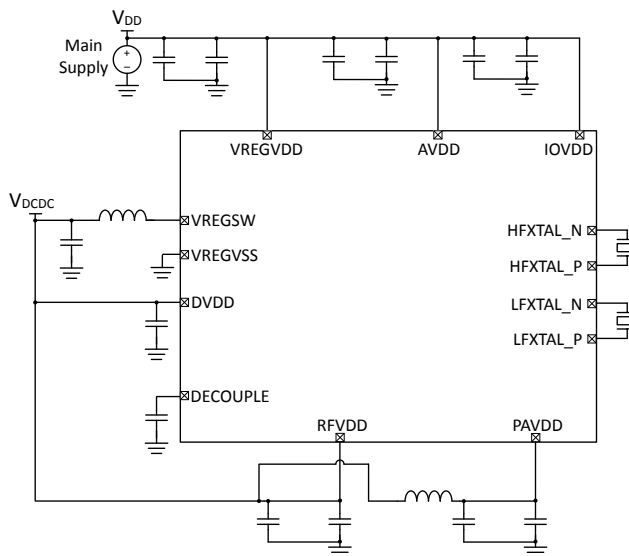 VDD
Main
Supply
+
−
VREGVDD
AVDD
IOVDD
VDCDC
VREGSW
HFXTAL_N
VREGVSS
HFXTAL_P
DVDD
LFXTAL_N
LFXTAL_P
DECOUPLE
RFVDD
PAVDD